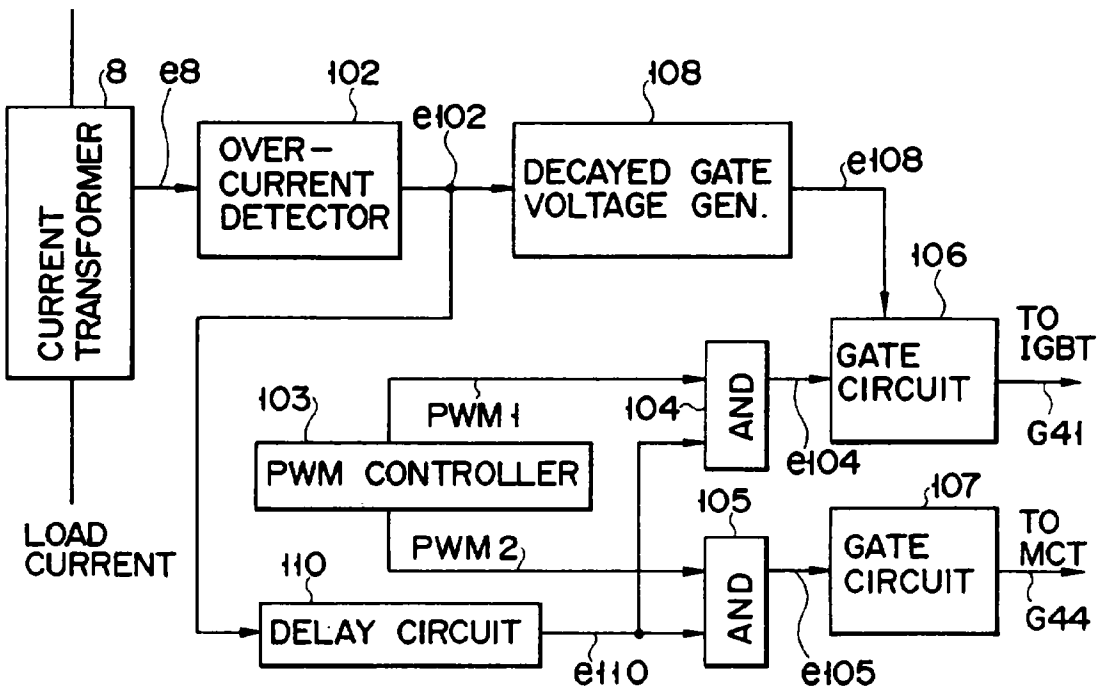 8
e8
102
e102
108
e108
CURRENT
TRANSFORMER
OVER-
CURRENT
DETECTOR
DECAYED GATE
VOLTAGE GEN.
106
TO
IGBT
GATE
CIRCUIT
G41
103
PWM 1
104
AND
e104
PWM CONTROLLER
LOAD
CURRENT
PWM 2
105
107
TO
MCT
GATE
CIRCUIT
G44
110
DELAY CIRCUIT
e110
AND
e105